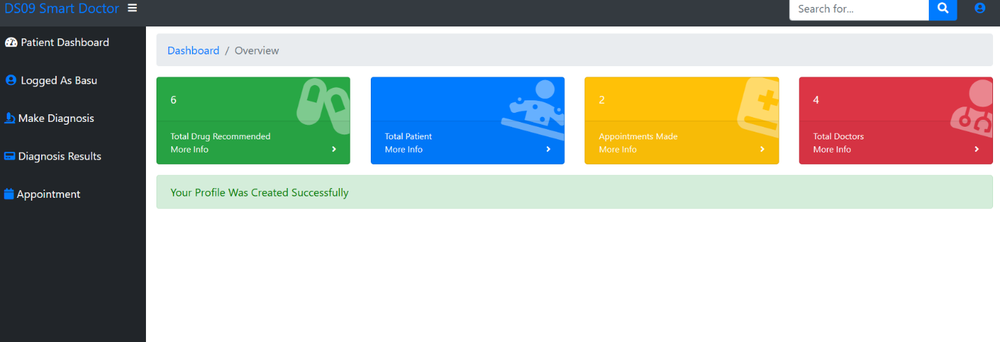 DS09 Smart Doctor
Search for...
Patient Dashboard
Logged As Basu
Make Diagnosis
Diagnosis Results
Appointment
Dashboard / Overview
6
Total Drug Recommended
More Info
Total Patient
More Info
2
Appointments Made
More Info
4
Total Doctors
More Info
Your Profile Was Created Successfully